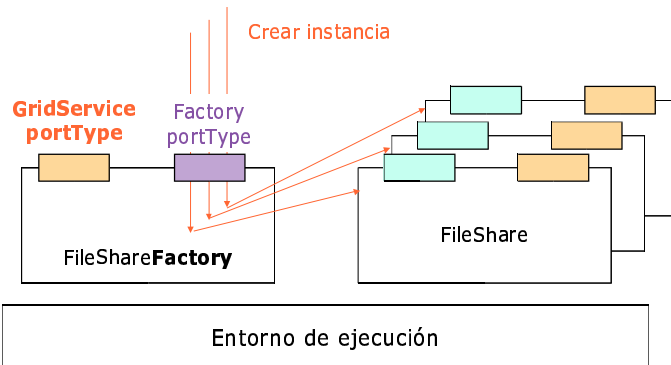 Crear instancia
GridService
portType
Factory
portType
FileShareFactory
FileShare
Entorno de ejecución